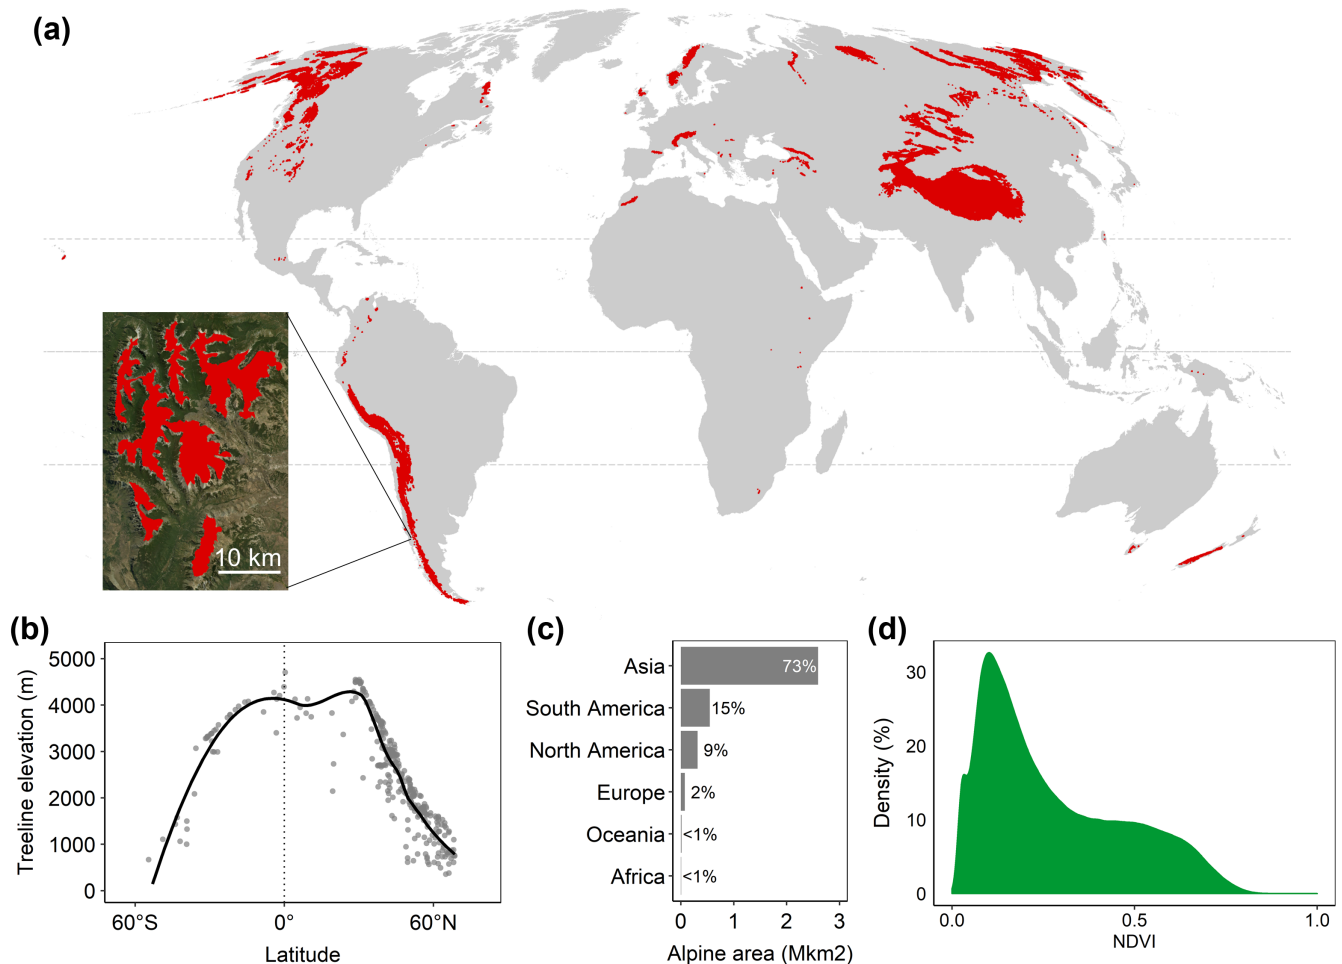 (a)
10 km
(b)
5000
4000
3000
2000
1000
0
Treeline elevation (m)
60°S
0°
60°N
Latitude
(c)
Asia
73%
South America
15%
North America
9%
Europe
2%
Oceania
<1%
Africa
<1%
0
1
2
3
Alpine area (Mkm2)
(d)
30
20
10
0
Density (%)
0.0
0.5
1.0
NDVI